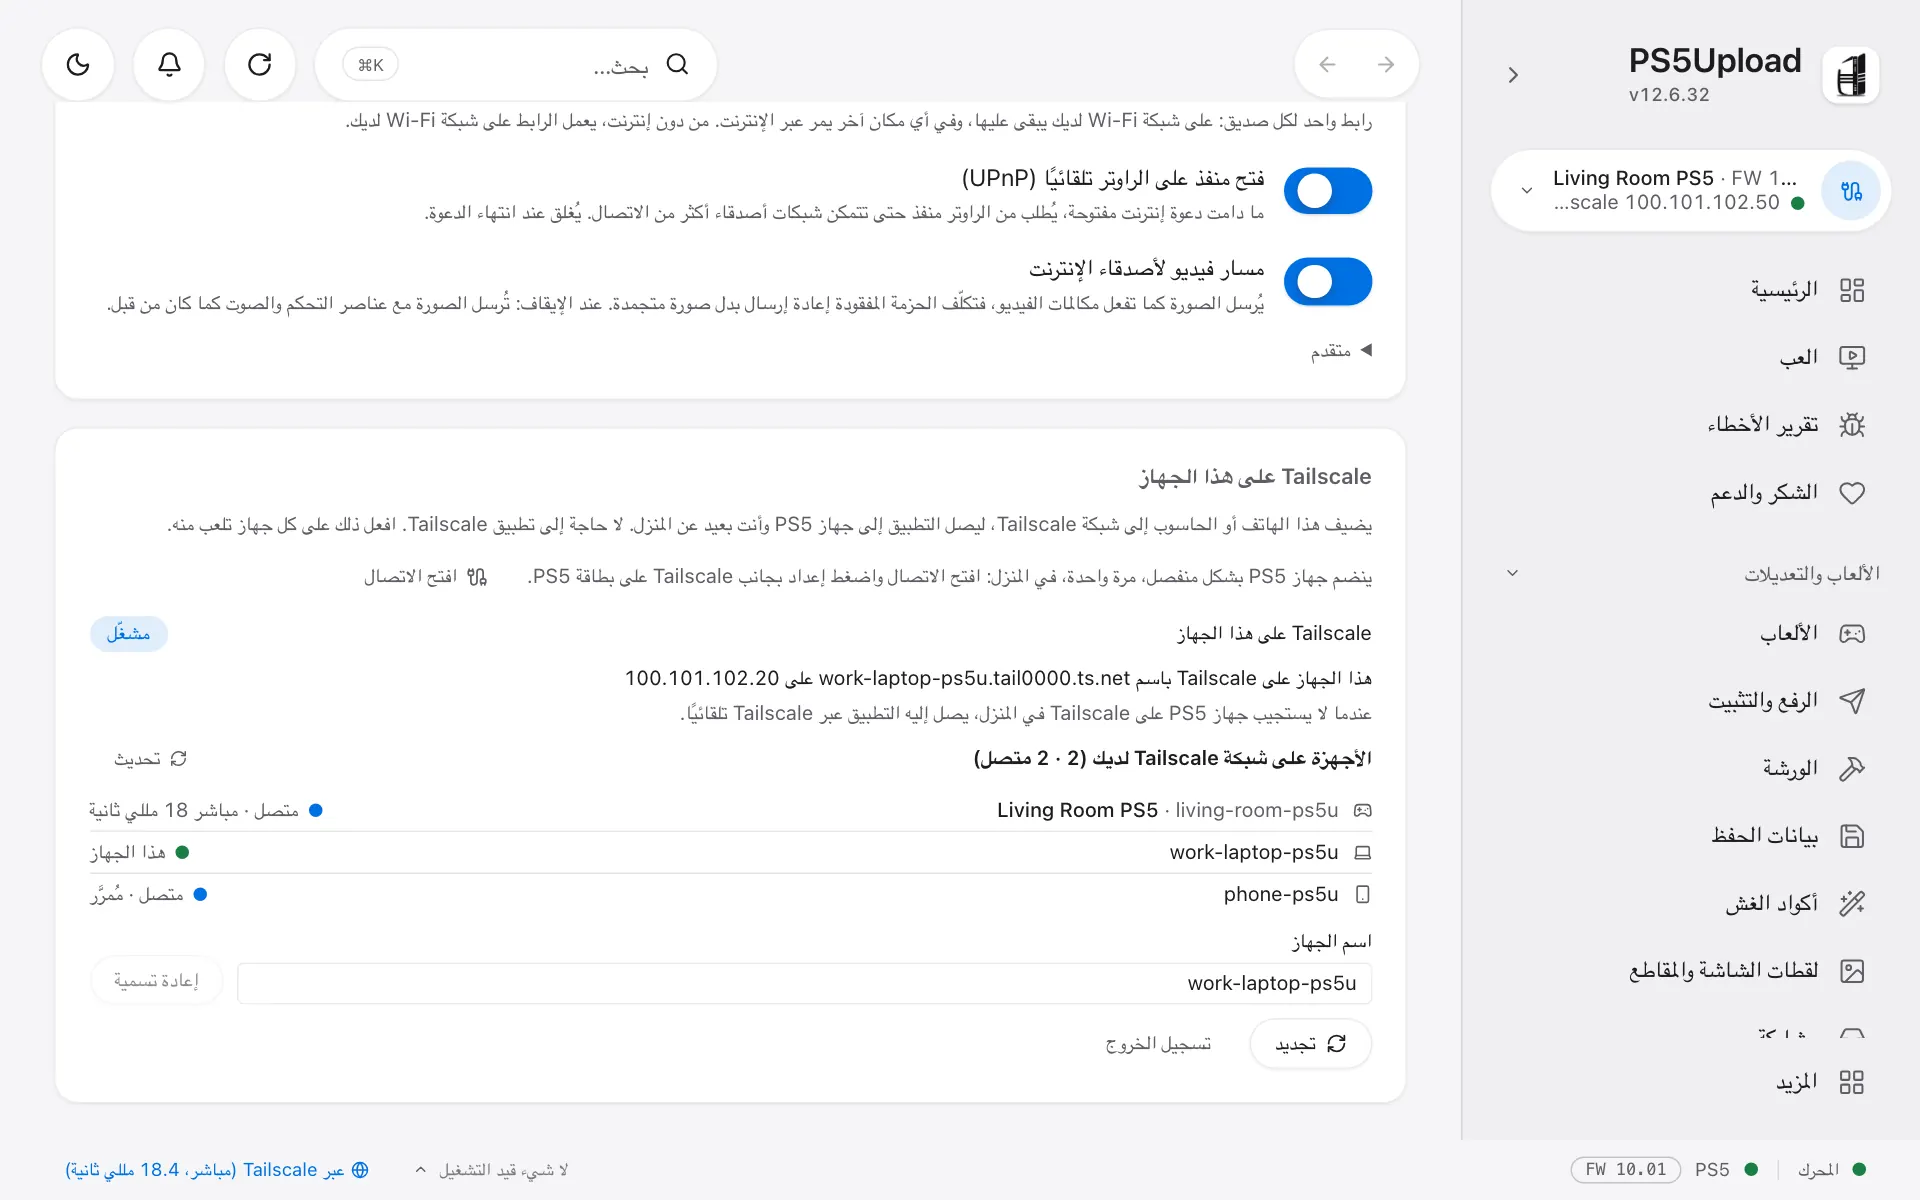 PS5Upload
v12.6.32
Living Room PS5 · FW 1...
...scale 100.101.102.50
الرئيسية
العب
تقرير الأخطاء
الشكر والدعم
الألعاب والتعديلات
الألعاب
الرفع والتثبيت
الورشة
بيانات الحفظ
أكواد الغش
لقطات الشاشة والمقاطع
المزيد
بحث...
⌘K
رابط واحد لكل صديق: على شبكة Wi-Fi لديك يبقى عليها، وفي أي مكان آخر يمر عبر الإنترنت. من دون إنترنت، يعمل الرابط على شبكة Wi-Fi لديك.
فتح منفذ على الراوتر تلقائيًا (UPnP)
ما دامت دعوة إنترنت مفتوحة، يُطلب من الراوتر منفذ حتى تتمكن شبكات أصدقاء أكثر من الاتصال. يُغلق عند انتهاء الدعوة.
مسار فيديو لأصدقاء الإنترنت
يُرسل الصورة كما تفعل مكالمات الفيديو، فتكلّف الحزمة المفقودة إعادة إرسال بدل صورة متجمدة. عند الإيقاف: تُرسل الصورة مع عناصر التحكم والصوت كما كان من قبل.
متقدم
Tailscale على هذا الجهاز
يضيف هذا الهاتف أو الحاسوب إلى شبكة Tailscale، ليصل التطبيق إلى جهاز PS5 وأنت بعيد عن المنزل. لا حاجة إلى تطبيق Tailscale. افعل ذلك على كل جهاز تلعب منه.
ينضم جهاز PS5 بشكل منفصل، مرة واحدة، في المنزل: افتح الاتصال واضغط إعداد بجانب Tailscale على بطاقة PS5. افتح الاتصال
Tailscale على هذا الجهاز مشغّل
هذا الجهاز على Tailscale باسم work-laptop-ps5u.tail0000.ts.net على 100.101.102.20
عندما لا يستجيب جهاز PS5 على Tailscale في المنزل، يصل إليه التطبيق عبر Tailscale تلقائيًا.
الأجهزة على شبكة Tailscale لديك (2 · 2 متصل) تحديث
Living Room PS5 · living-room-ps5u متصل · مباشر 18 مللي ثانية
work-laptop-ps5u هذا الجهاز
phone-ps5u متصل · مُمرَّر
اسم الجهاز
work-laptop-ps5u إعادة تسمية
تجديد تسجيل الخروج
المحرك PS5 FW 10.01 لا شيء قيد التشغيل عبر Tailscale (مباشر، 18.4 مللي ثانية)